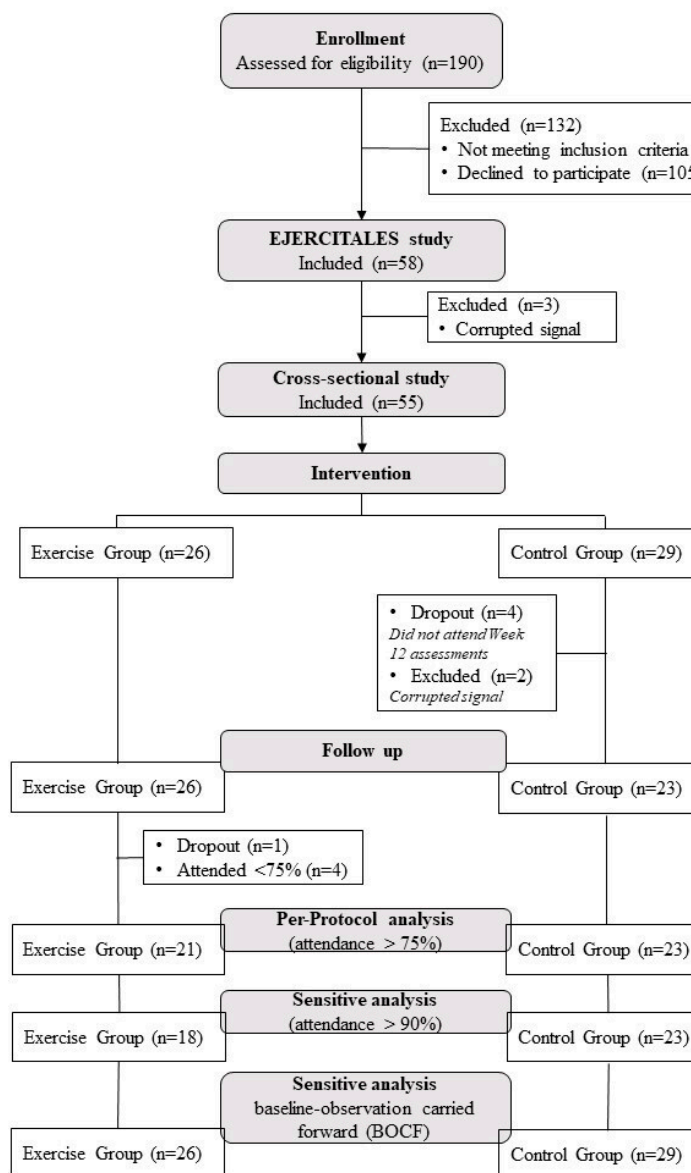 Enrollment
Assessed for eligibility (n=190)
Excluded (n=132)
• Not meeting inclusion criteria
• Declined to participate (n=105
EJERCITALES study
Included (n=58)
Excluded (n=3)
• Corrupted signal
Cross-sectional study
Included (n=55)
Intervention
Exercise Group (n=26)
Control Group (n=29)
• Dropout (n=4)
Did not attend Week
12 assessments
• Excluded (n=2)
Corrupted signal
Follow up
Exercise Group (n=26)
Control Group (n=23)
• Dropout (n=1)
• Attended <75% (n=4)
Per-Protocol analysis
(attendance > 75%)
Exercise Group (n=21)
Control Group (n=23)
Sensitive analysis
(attendance > 90%)
Exercise Group (n=18)
Control Group (n=23)
Sensitive analysis
baseline-observation carried
forward (BOCF)
Exercise Group (n=26)
Control Group (n=29)